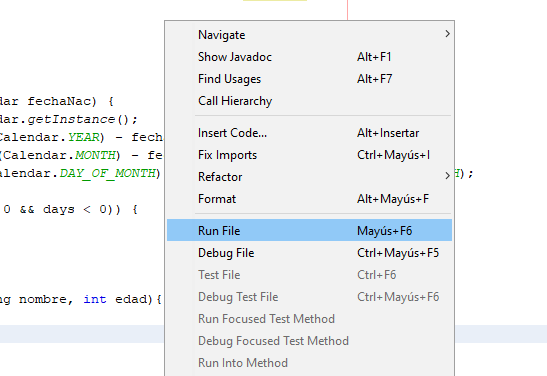 Navigate
Show Javadoc Alt+F1
Find Usages Alt+F7
Call Hierarchy
Insert Code... Alt+Insertar
Fix Imports Ctrl+Mayús+I
Refactor
Format Alt+Mayús+F
Run File Mayús+F6
Debug File Ctrl+Mayús+F5
Test File Ctrl+F6
Debug Test File Ctrl+Mayús+F6
Run Focused Test Method
Debug Focused Test Method
Run Into Method
dar fechaNac) {
dar.getInstance();
Calendar.YEAR) - fech
(Calendar.MONTH) - fe
alendar.DAY_OF_MONTH) H);
0 && days < 0)) {
ng nombre, int edad){